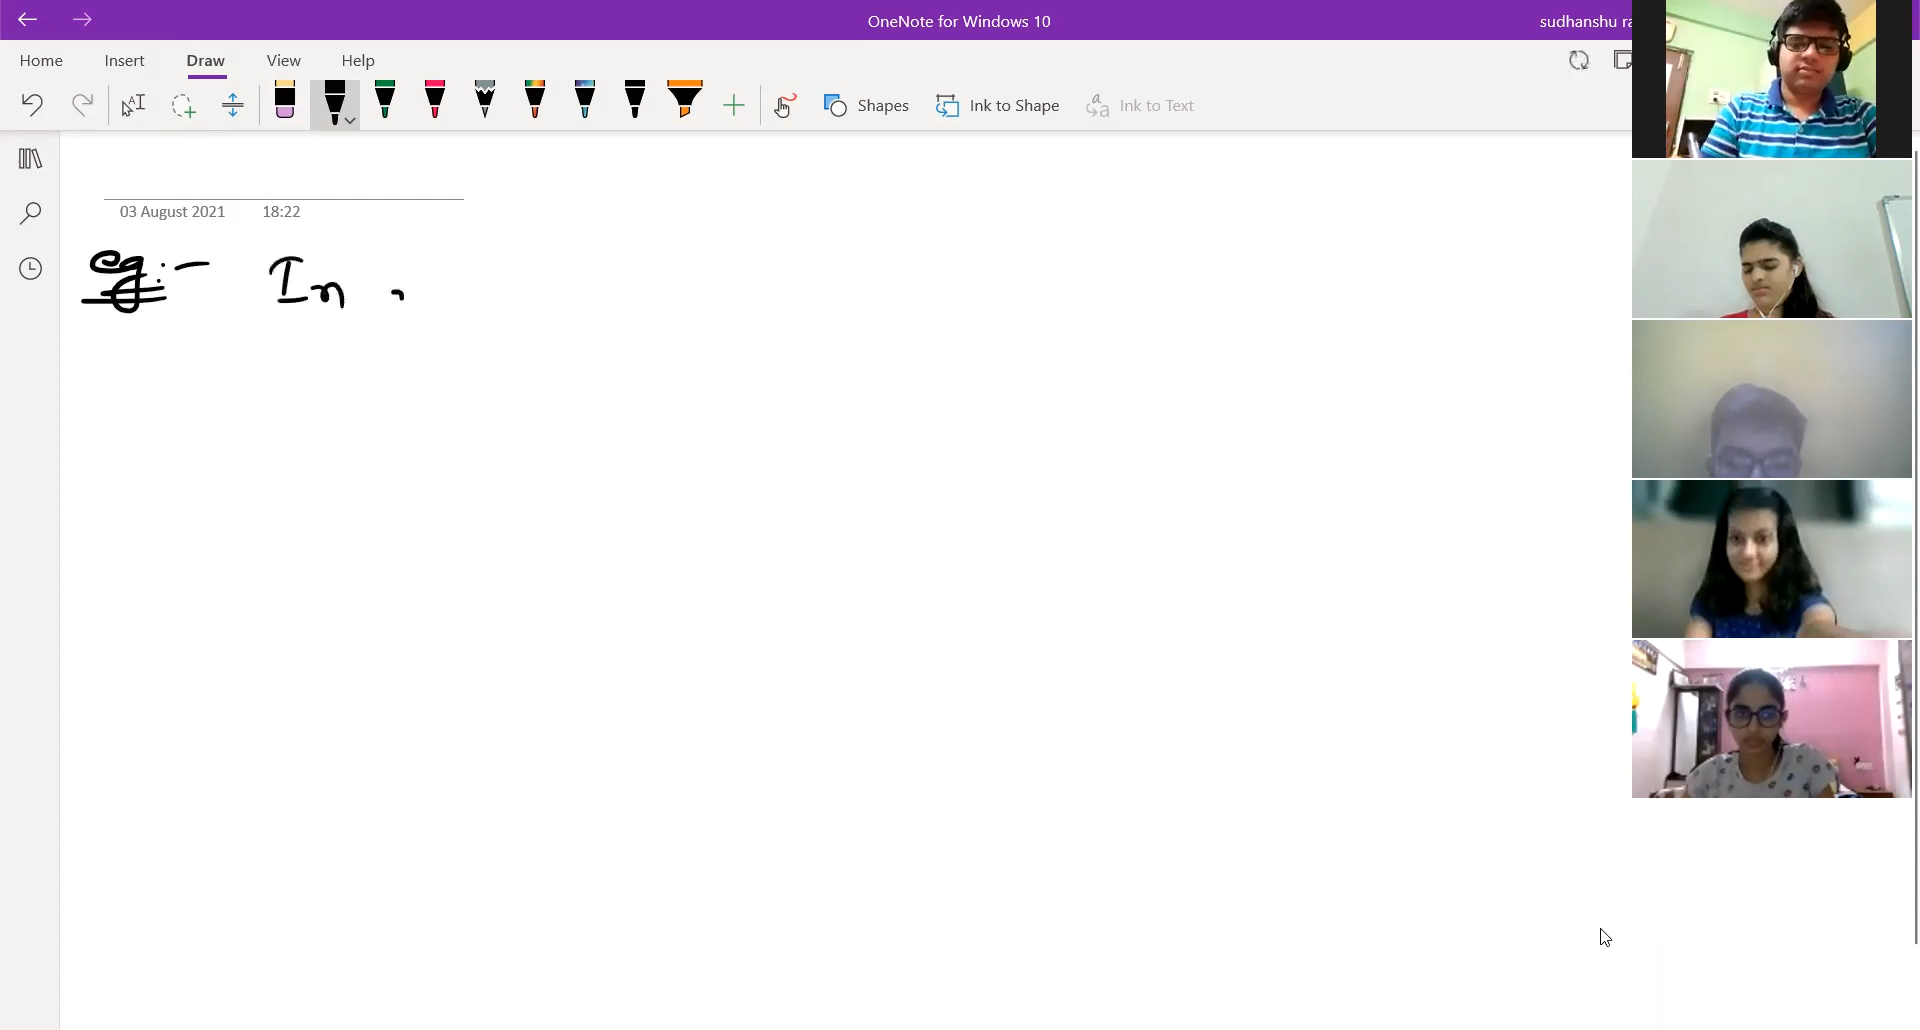 OneNote for Windows 10
sudhanshu ra
Home Insert Draw View Help
Shapes Ink to Shape Ink to Text
03 August 2021 18:22
eg:- In